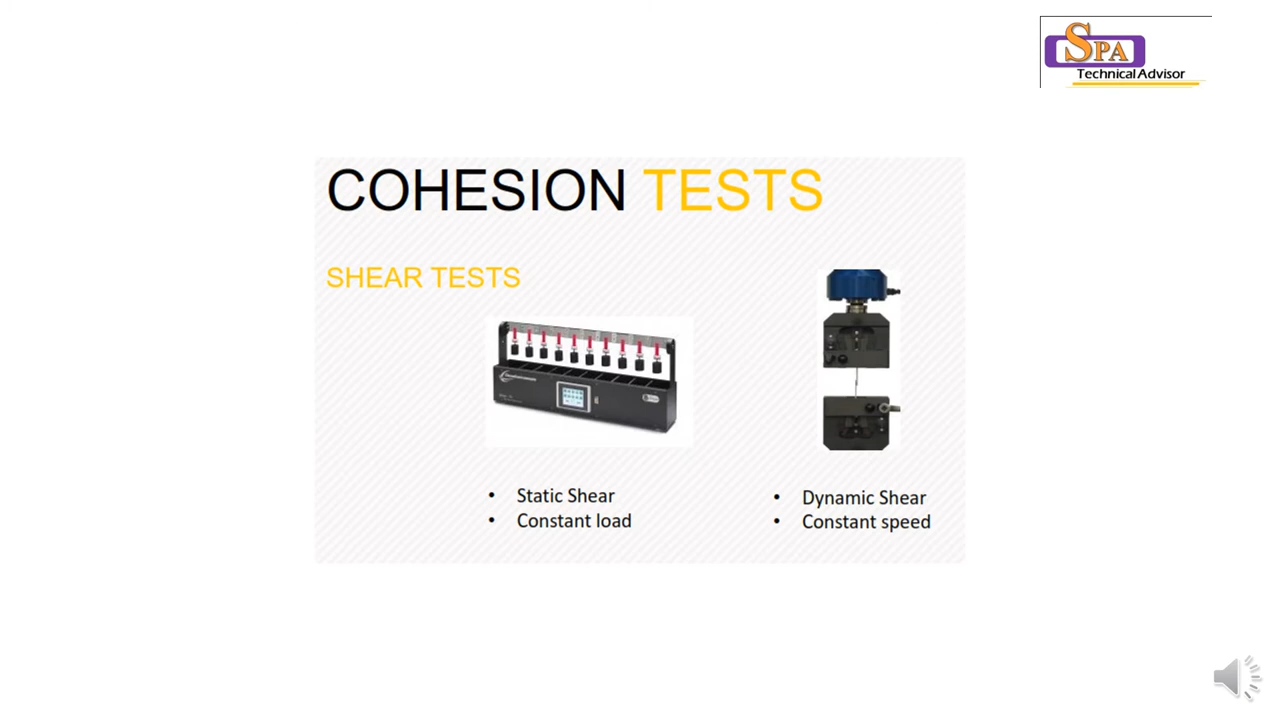 SPA
Technical Advisor
COHESION TESTS
SHEAR TESTS
• Static Shear
• Constant load
• Dynamic Shear
• Constant speed